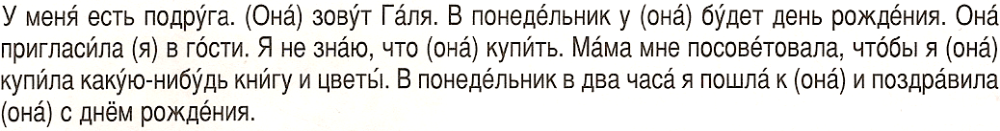 У меня́ есть подру́га. (Она́) зову́т Га́ля. В понеде́льник у (она́) бу́дет день рожде́ния. Она́
пригласи́ла (я) в го́сти. Я не зна́ю, что (она́) купи́ть. Ма́ма мне посове́товала, что́бы я (она́)
купи́ла каку́ю-нибу́дь кни́гу и цветы́. В понеде́льник в два часа́ я пошла́ к (она́) и поздра́вила
(она́) с днём рожде́ния.